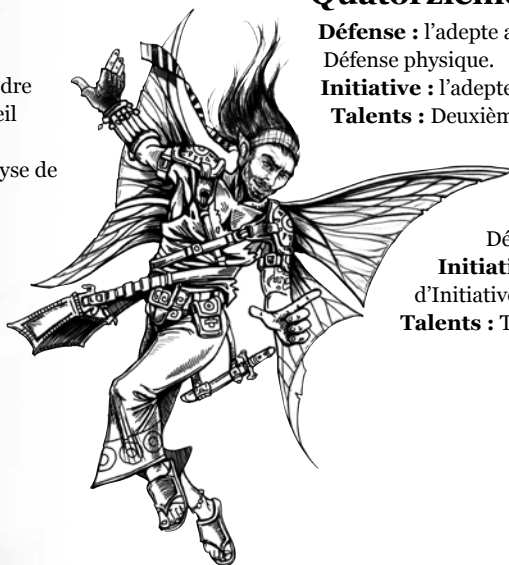 Quatorzième
Défense : l’adepte a
Défense physique.
Initiative : l’adepte
Talents : Deuxièm
dre
eil
yse de
Dé
Initiati
d’Initiative
Talents : T